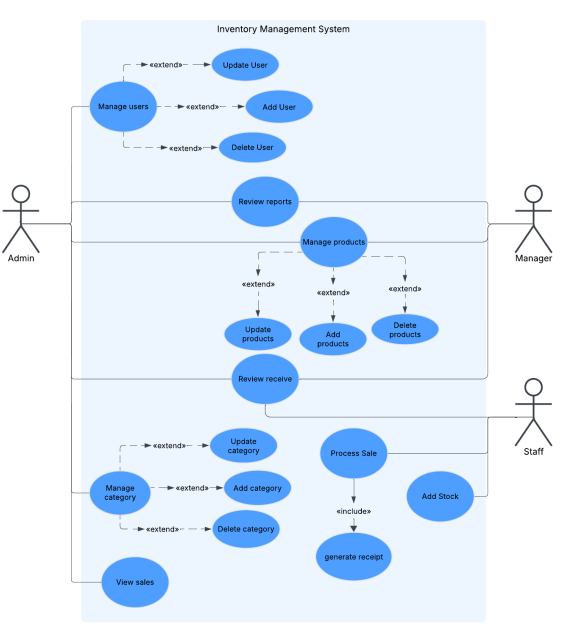 Inventory Management System
«extend»
Update User
Manage users
«extend»
Add User
«extend»
Delete User
Review reports
Admin
Manager
Manage products
«extend»
«extend»
«extend»
Update
products
Add
products
Delete
products
Review receive
Staff
«extend»
Update
category
Process Sale
Manage
category
«extend»
Add category
Add Stock
«include»
«extend»
Delete category
generate receipt
View sales